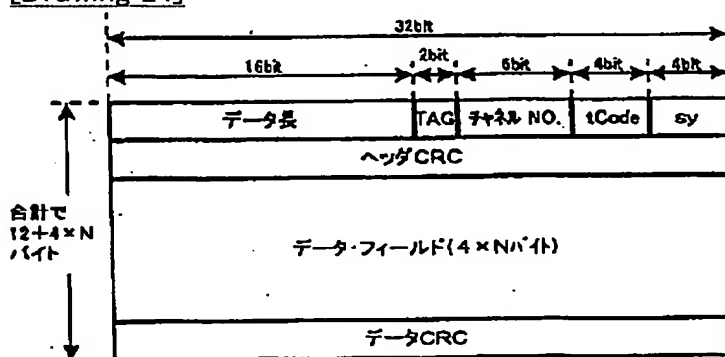 32bit
16bit 2bit 6bit 4bit 4bit
データ長 TAG チャネル NO. tCode sy
ヘッダCRC
合計で
12+4×N
バイト
データ・フィールド(4×Nバイト)
データCRC